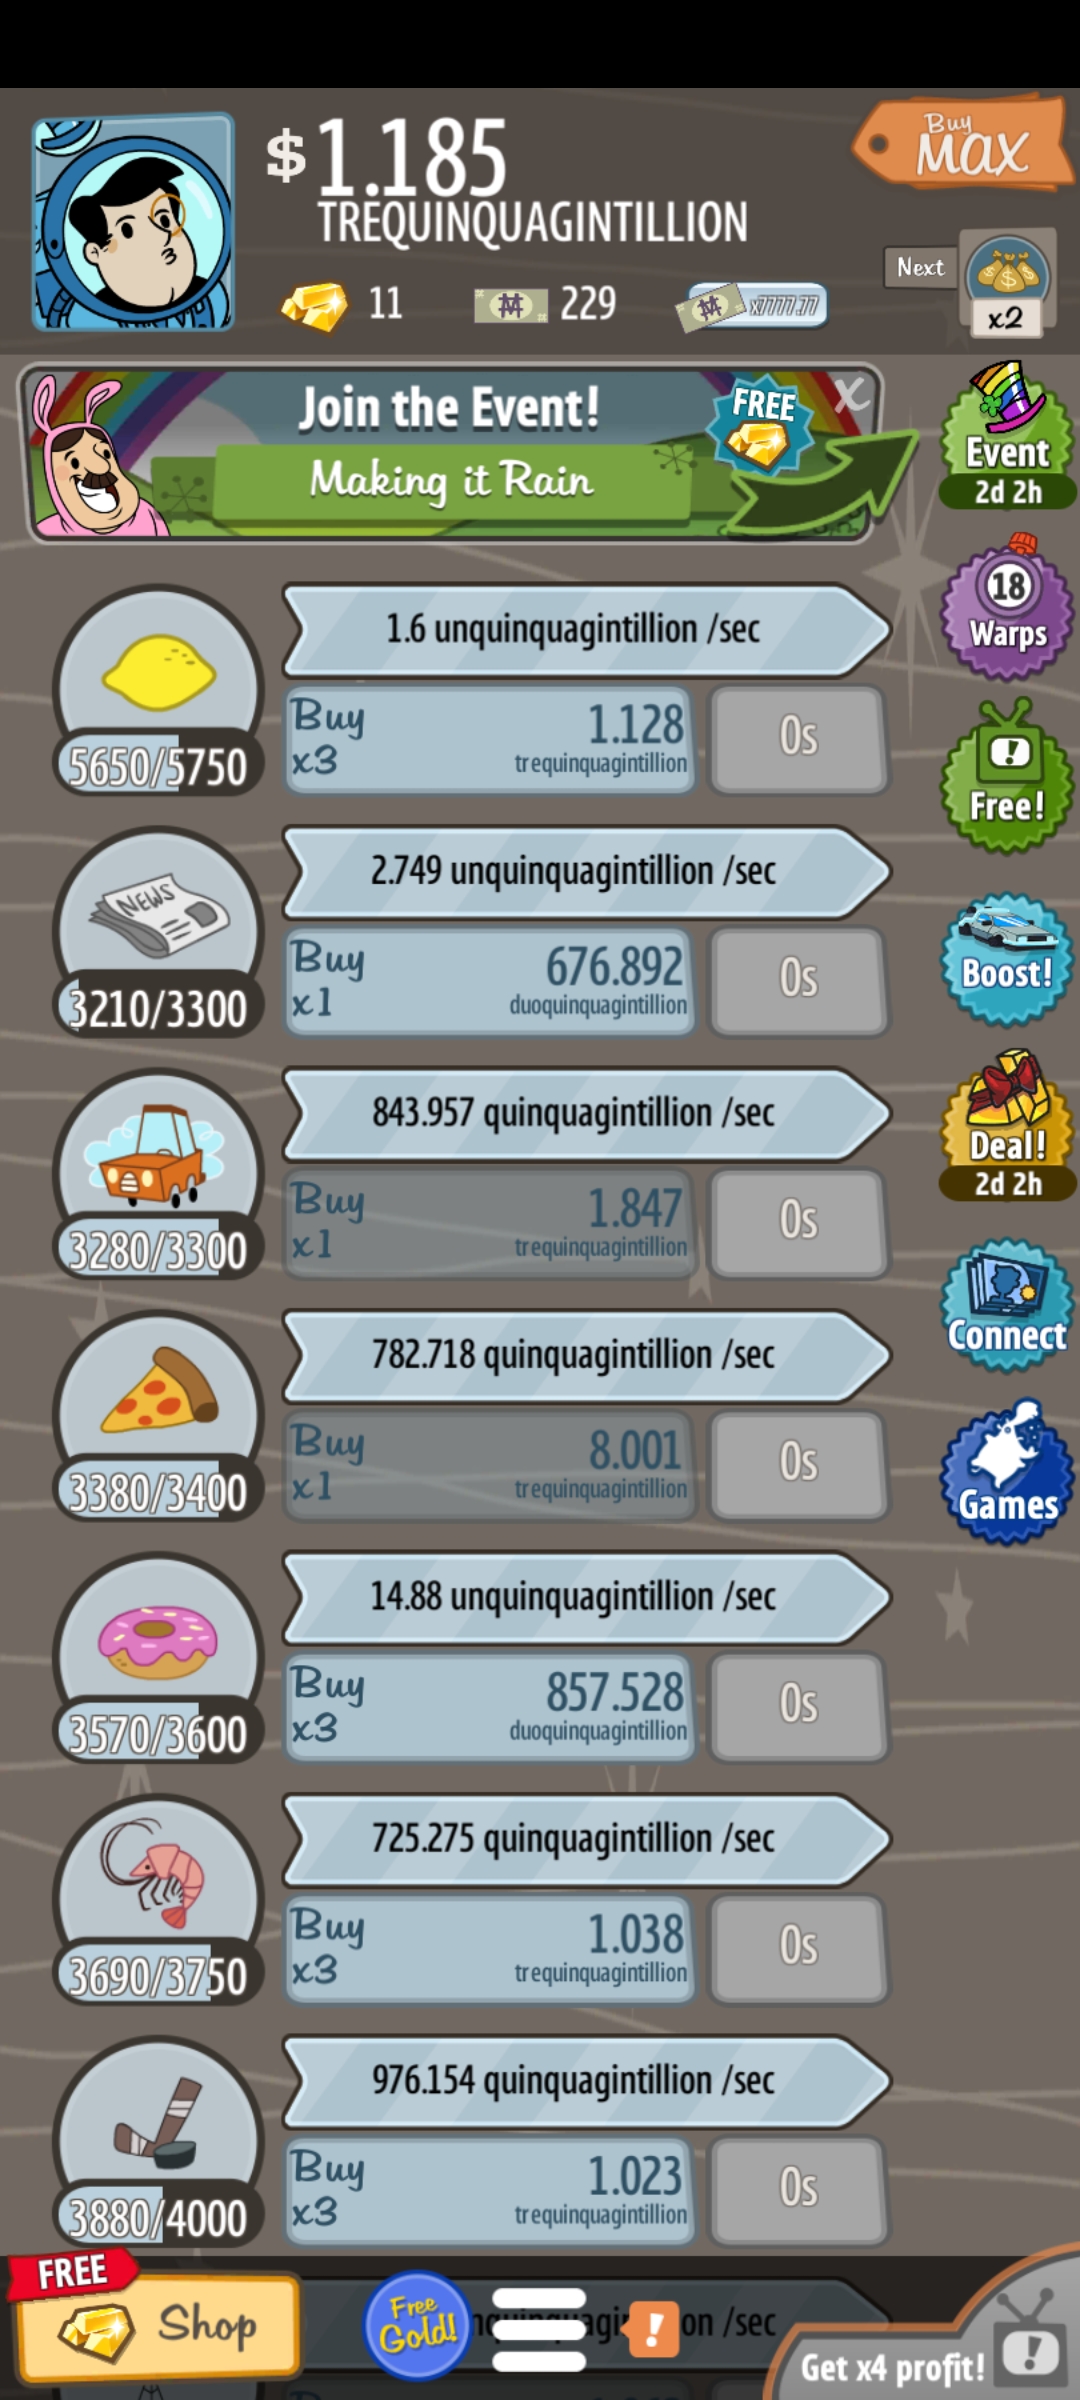 $1.185
TREQUINQUAGINTILLION
Buy
MAX
11
229
x7777.77
Next
x2
Join the Event!
Making it Rain
FREE
X
Event
2d 2h
1.6 unquinquagintillion /sec
5650/5750
Buy
x3
1.128
trequinquagintillion
0s
18
Warps
Free!
2.749 unquinquagintillion /sec
NEWS
3210/3300
Buy
x1
676.892
duoquinquagintillion
0s
Boost!
843.957 quinquagintillion /sec
3280/3300
Buy
x1
1.847
trequinquagintillion
0s
Deal!
2d 2h
782.718 quinquagintillion /sec
3380/3400
Buy
x1
8.001
trequinquagintillion
0s
Connect
Games
14.88 unquinquagintillion /sec
3570/3600
Buy
x3
857.528
duoquinquagintillion
0s
725.275 quinquagintillion /sec
3690/3750
Buy
x3
1.038
trequinquagintillion
0s
976.154 quinquagintillion /sec
3880/4000
Buy
x3
1.023
trequinquagintillion
0s
FREE
Shop
Free
Gold!
/sec
Get x4 profit!